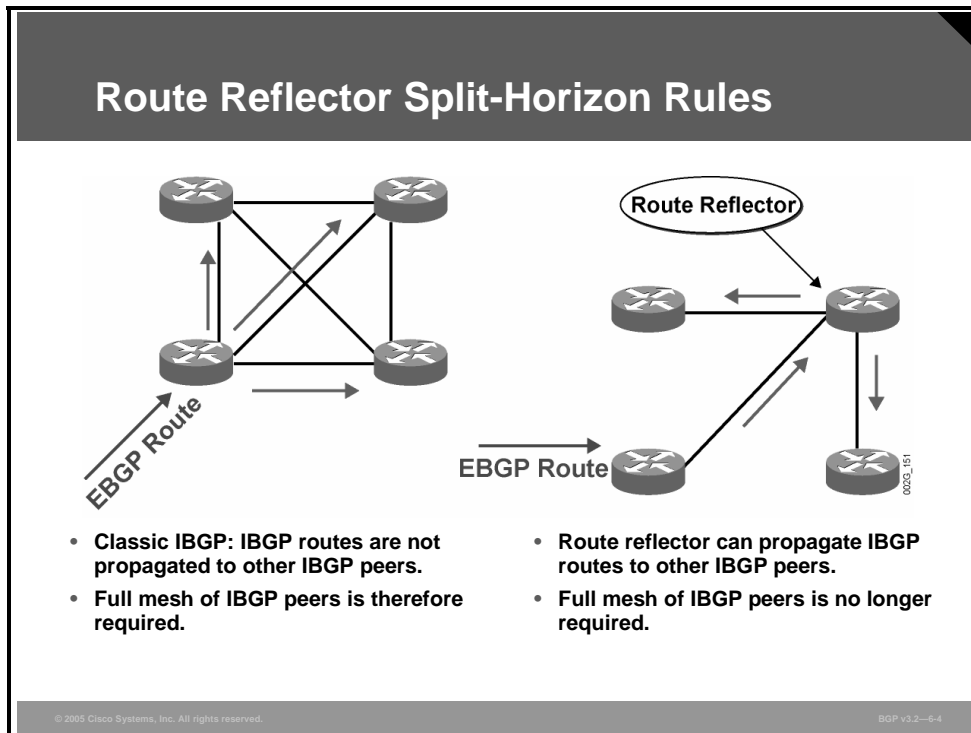 Route Reflector Split-Horizon Rules
EBGP Route
Route Reflector
EBGP Route
002G_151
• Classic IBGP: IBGP routes are not
propagated to other IBGP peers.
• Full mesh of IBGP peers is therefore
required.
• Route reflector can propagate IBGP
routes to other IBGP peers.
• Full mesh of IBGP peers is no longer
required.
© 2005 Cisco Systems, Inc. All rights reserved.
BGP v3.2—6-4